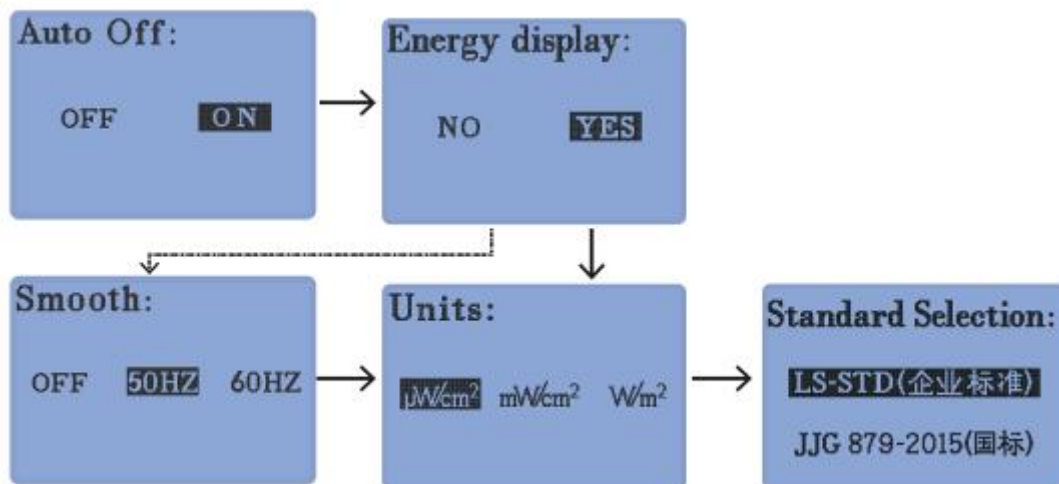 Auto Off:
OFF ON
Energy display:
NO YES
Smooth:
OFF 50HZ 60HZ
Units:
μW/cm² mW/cm² W/m²
Standard Selection:
LS-STD(企业标准)
JJG 879-2015(国标)